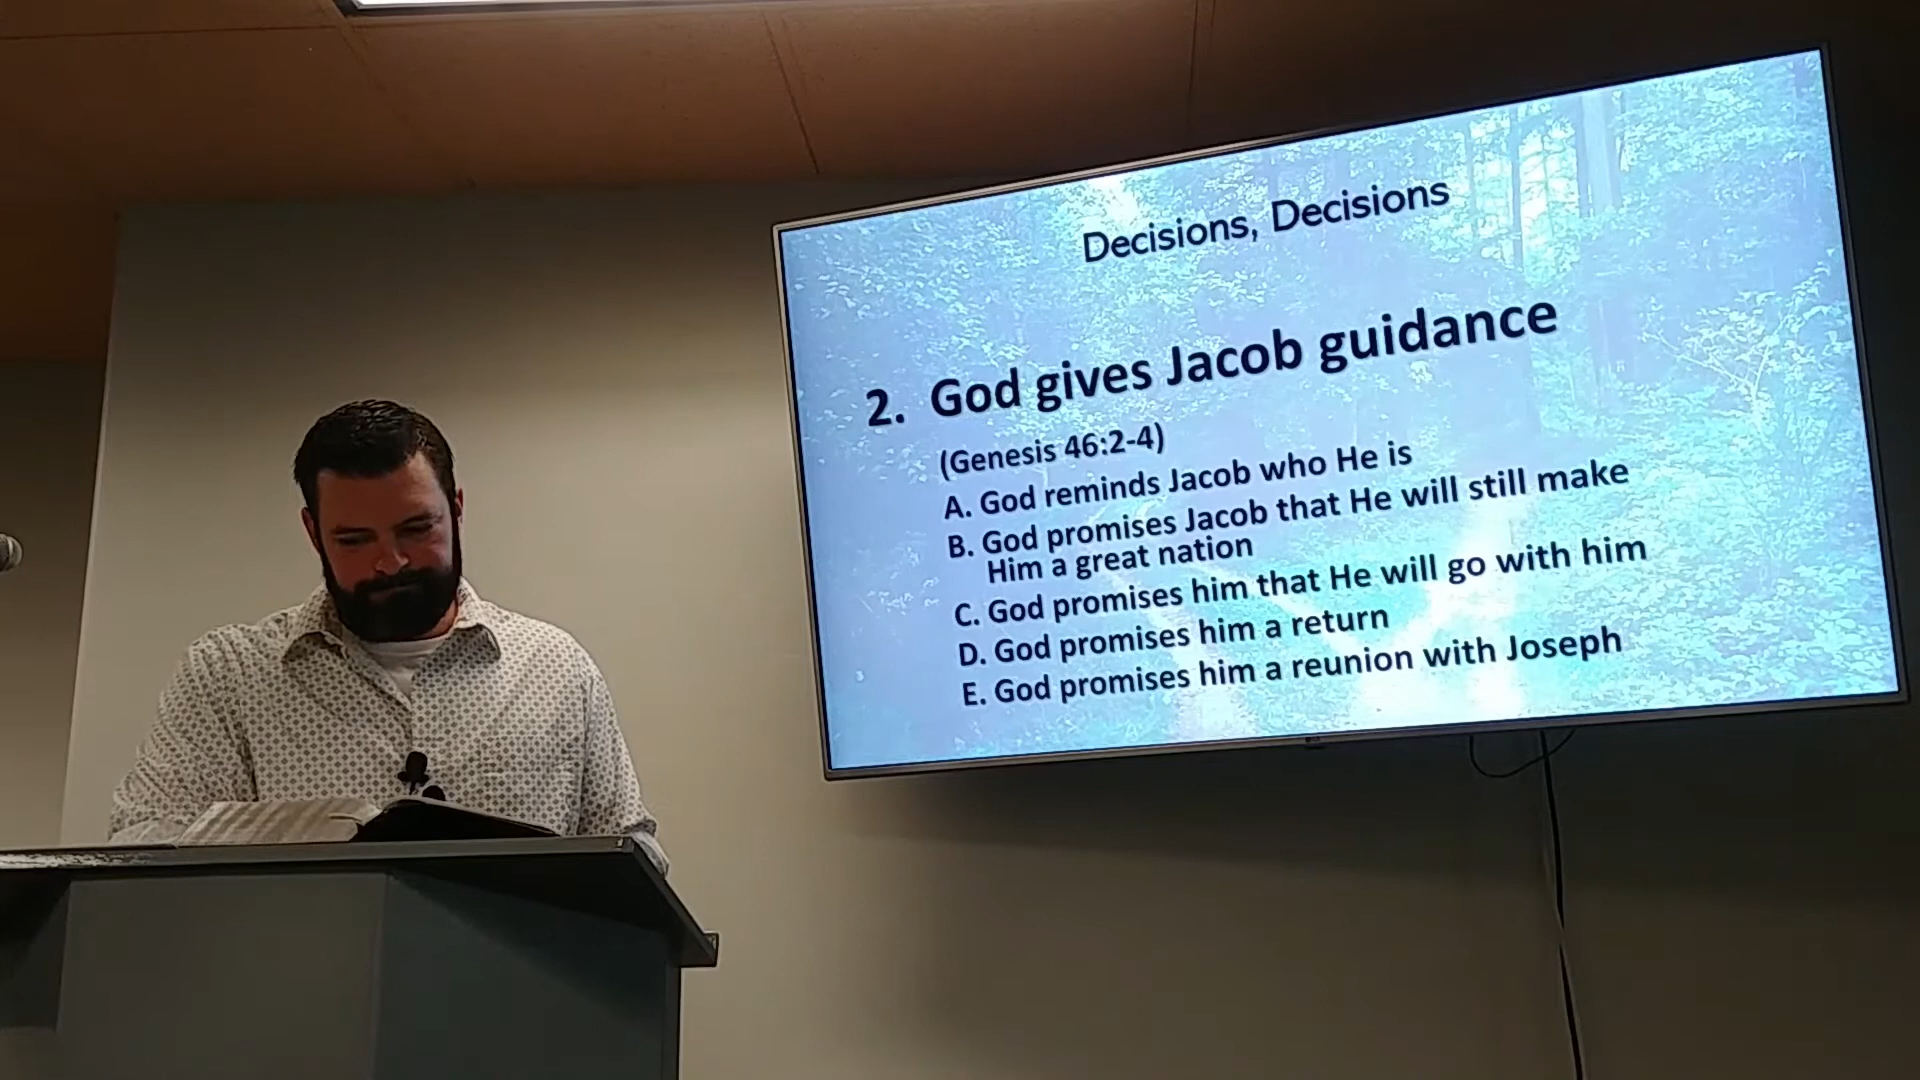 Decisions, Decisions
2. God gives Jacob guidance
(Genesis 46:2-4)
A. God reminds Jacob who He is
B. God promises Jacob that He will still make
Him a great nation
C. God promises him that He will go with him
D. God promises him a return
E. God promises him a reunion with Joseph